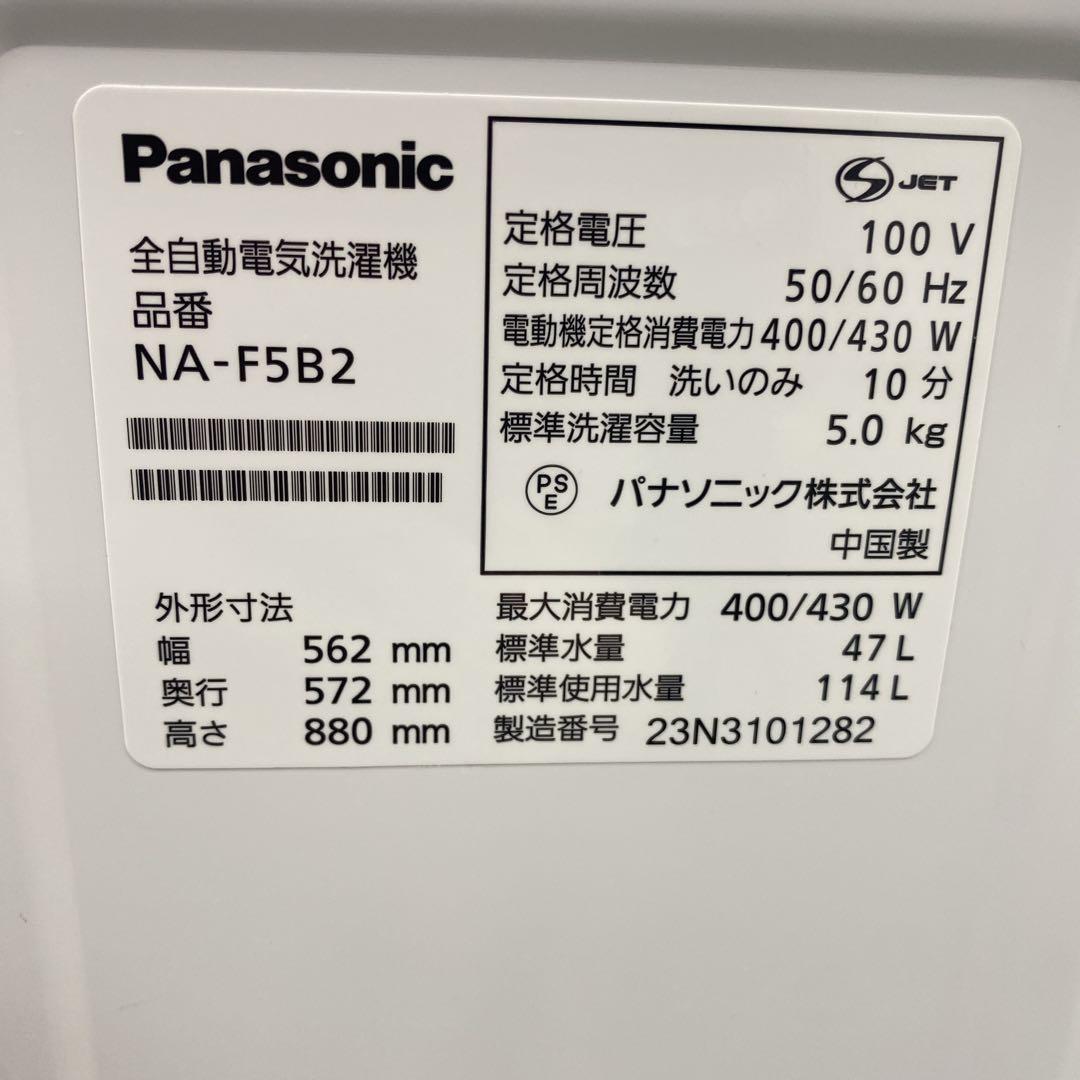 Panasonic
全自動電気洗濯機
品番
NA-F5B2
S JET
定格電圧 100 V
定格周波数 50/60 Hz
電動機定格消費電力 400/430 W
定格時間 洗いのみ 10 分
標準洗濯容量 5.0 kg
PS E パナソニック株式会社
中国製
外形寸法
幅 562 mm
奥行 572 mm
高さ 880 mm
最大消費電力 400/430 W
標準水量 47 L
標準使用水量 114 L
製造番号 23N3101282